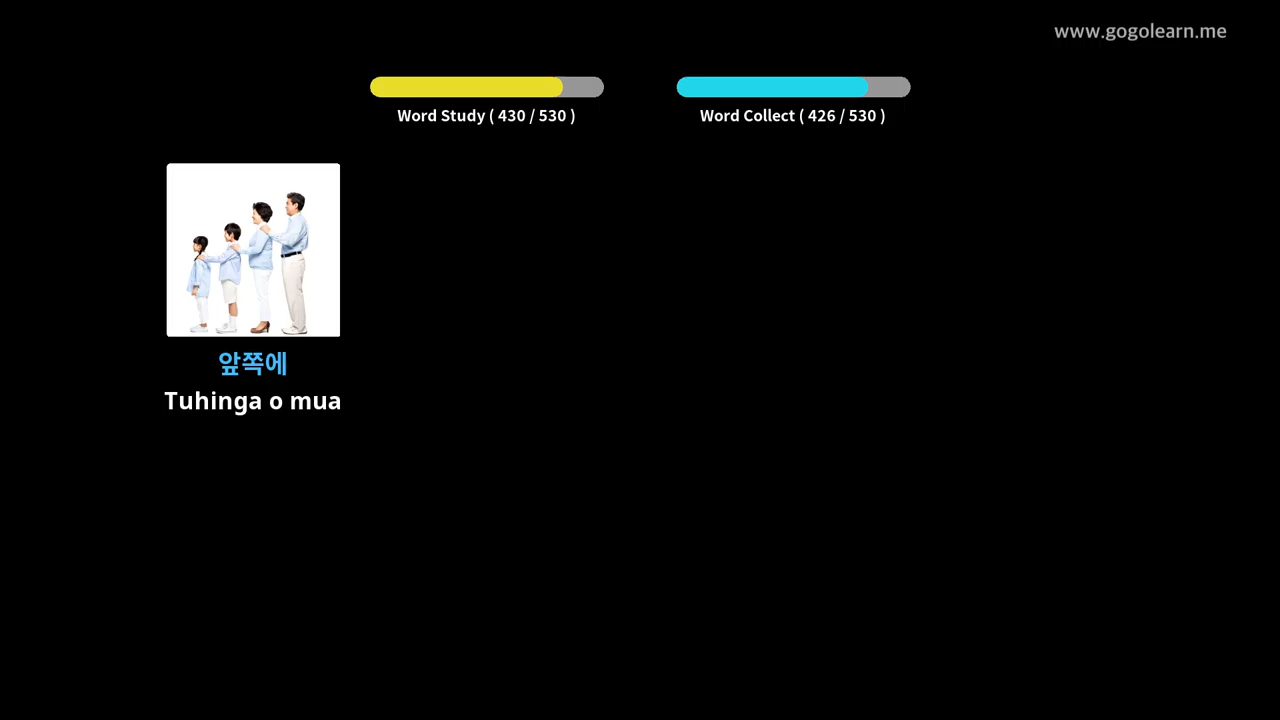 www.gogolearn.me
Word Study ( 430 / 530 )
Word Collect ( 426 / 530 )
앞쪽에
Tuhinga o mua